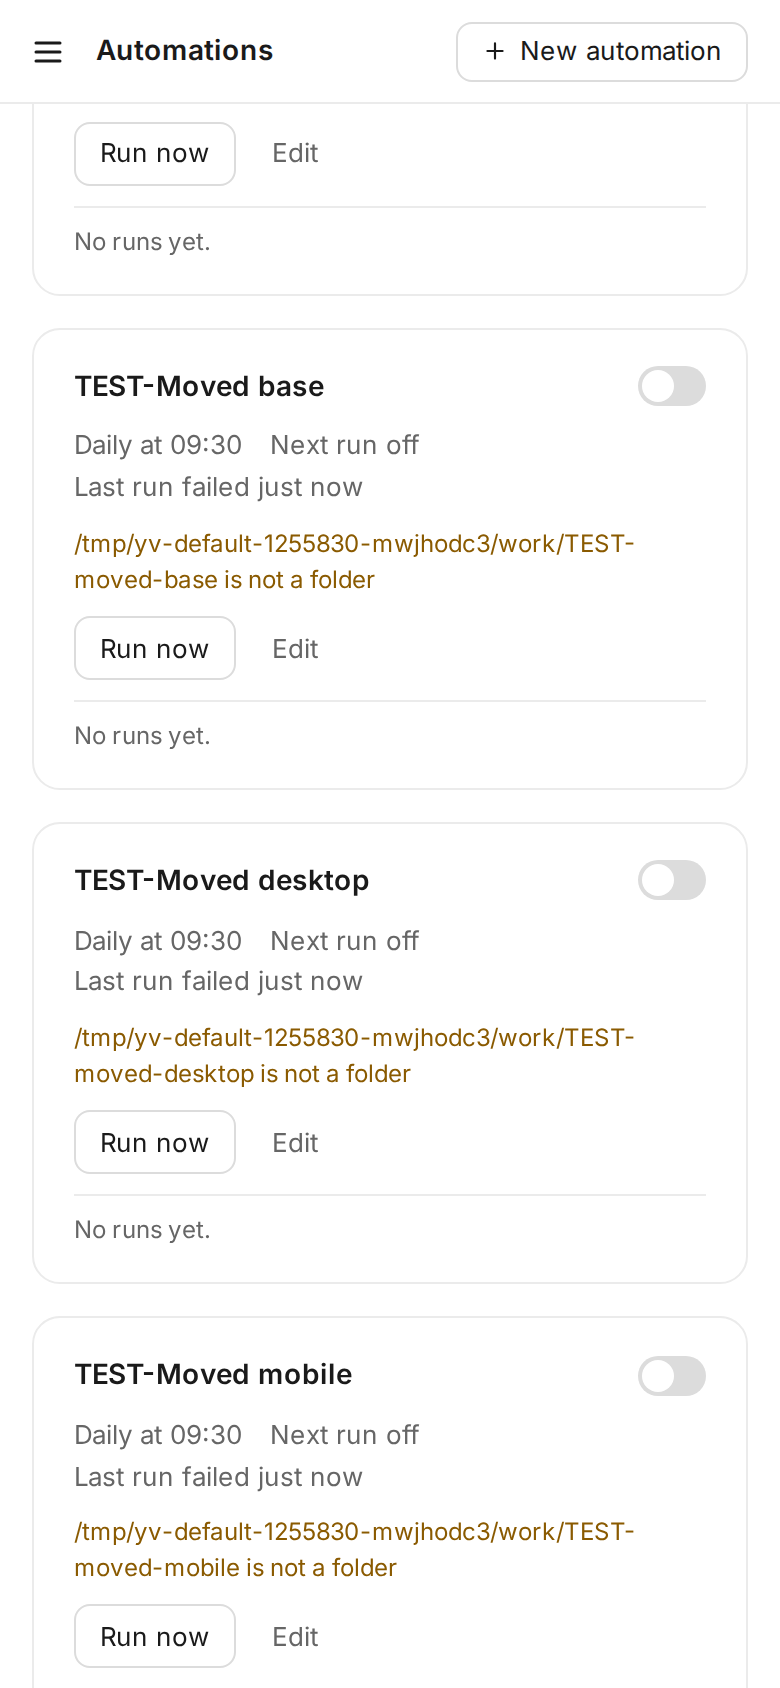 Automations
+ New automation
Run now Edit
No runs yet.
TEST-Moved base
Daily at 09:30 Next run off
Last run failed just now
/tmp/yv-default-1255830-mwjhodc3/work/TEST-
moved-base is not a folder
Run now Edit
No runs yet.
TEST-Moved desktop
Daily at 09:30 Next run off
Last run failed just now
/tmp/yv-default-1255830-mwjhodc3/work/TEST-
moved-desktop is not a folder
Run now Edit
No runs yet.
TEST-Moved mobile
Daily at 09:30 Next run off
Last run failed just now
/tmp/yv-default-1255830-mwjhodc3/work/TEST-
moved-mobile is not a folder
Run now Edit